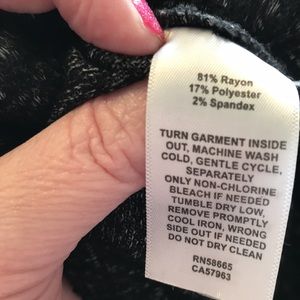 81% Rayon
17% Polyester
2% Spandex
TURN GARMENT INSIDE
OUT, MACHINE WASH
COLD, GENTLE CYCLE,
SEPARATELY
ONLY NON-CHLORINE
BLEACH IF NEEDED
TUMBLE DRY LOW,
REMOVE PROMPTLY
COOL IRON, WRONG
SIDE OUT IF NEEDED
DO NOT DRY CLEAN
RN58665
CA57963